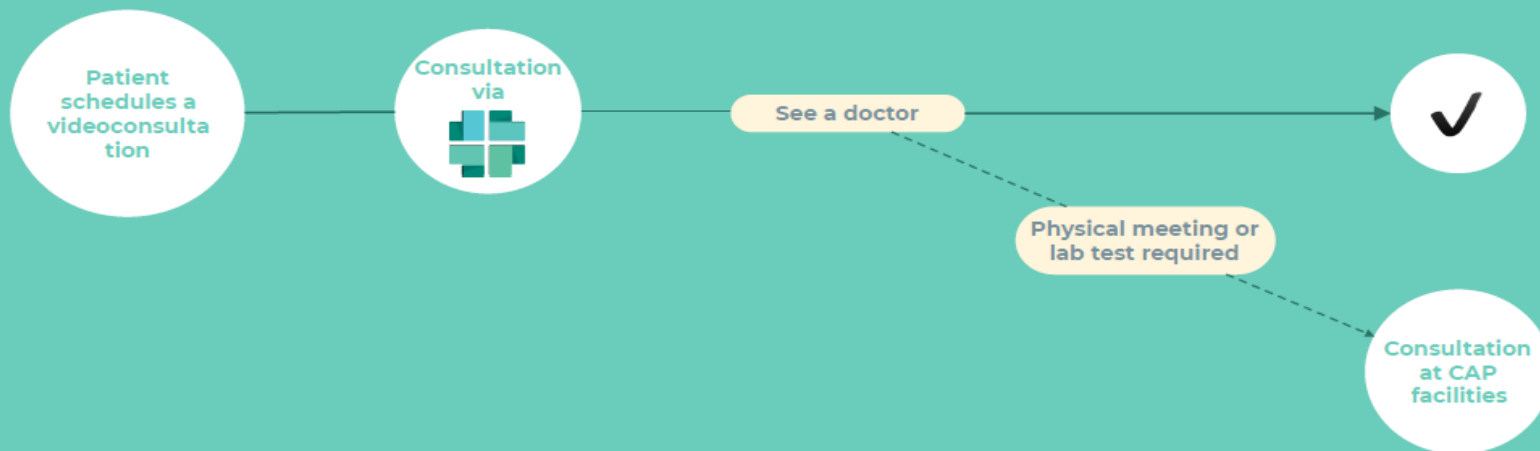 Patient
schedules a
videoconsulta
tion
Consultation
via
See a doctor
Physical meeting or
lab test required
Consultation
at CAP
facilities